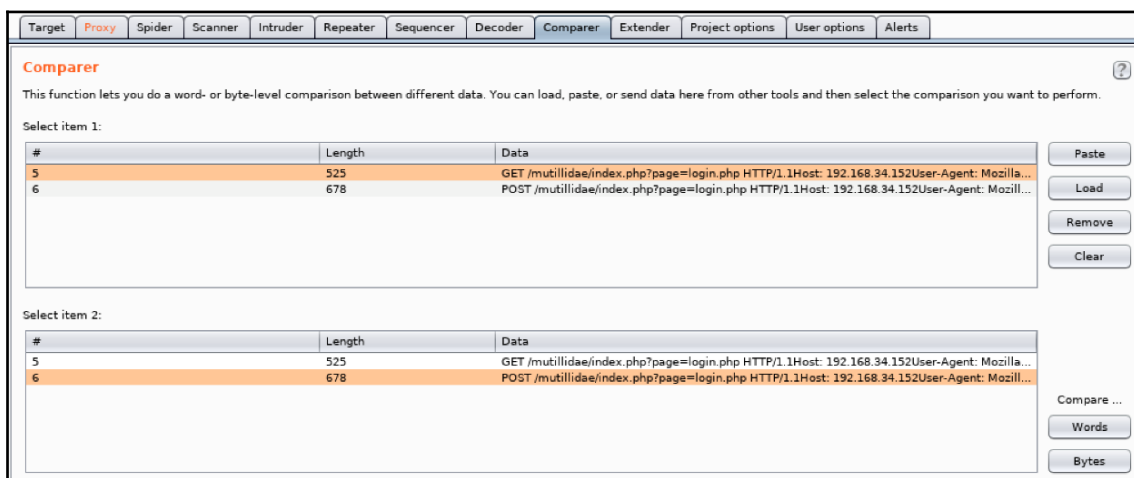 Target Proxy Spider Scanner Intruder Repeater Sequencer Decoder Comparer Extender Project options User options Alerts
Comparer
?
This function lets you do a word- or byte-level comparison between different data. You can load, paste, or send data here from other tools and then select the comparison you want to perform.
Select item 1:
# Length Data
Paste
5 525 GET /mutillidae/index.php?page=login.php HTTP/1.1Host: 192.168.34.152User-Agent: Mozilla...
6 678 POST /mutillidae/index.php?page=login.php HTTP/1.1Host: 192.168.34.152User-Agent: Mozill...
Load
Remove
Clear
Select item 2:
# Length Data
5 525 GET /mutillidae/index.php?page=login.php HTTP/1.1Host: 192.168.34.152User-Agent: Mozilla...
6 678 POST /mutillidae/index.php?page=login.php HTTP/1.1Host: 192.168.34.152User-Agent: Mozill...
Compare ...
Words
Bytes